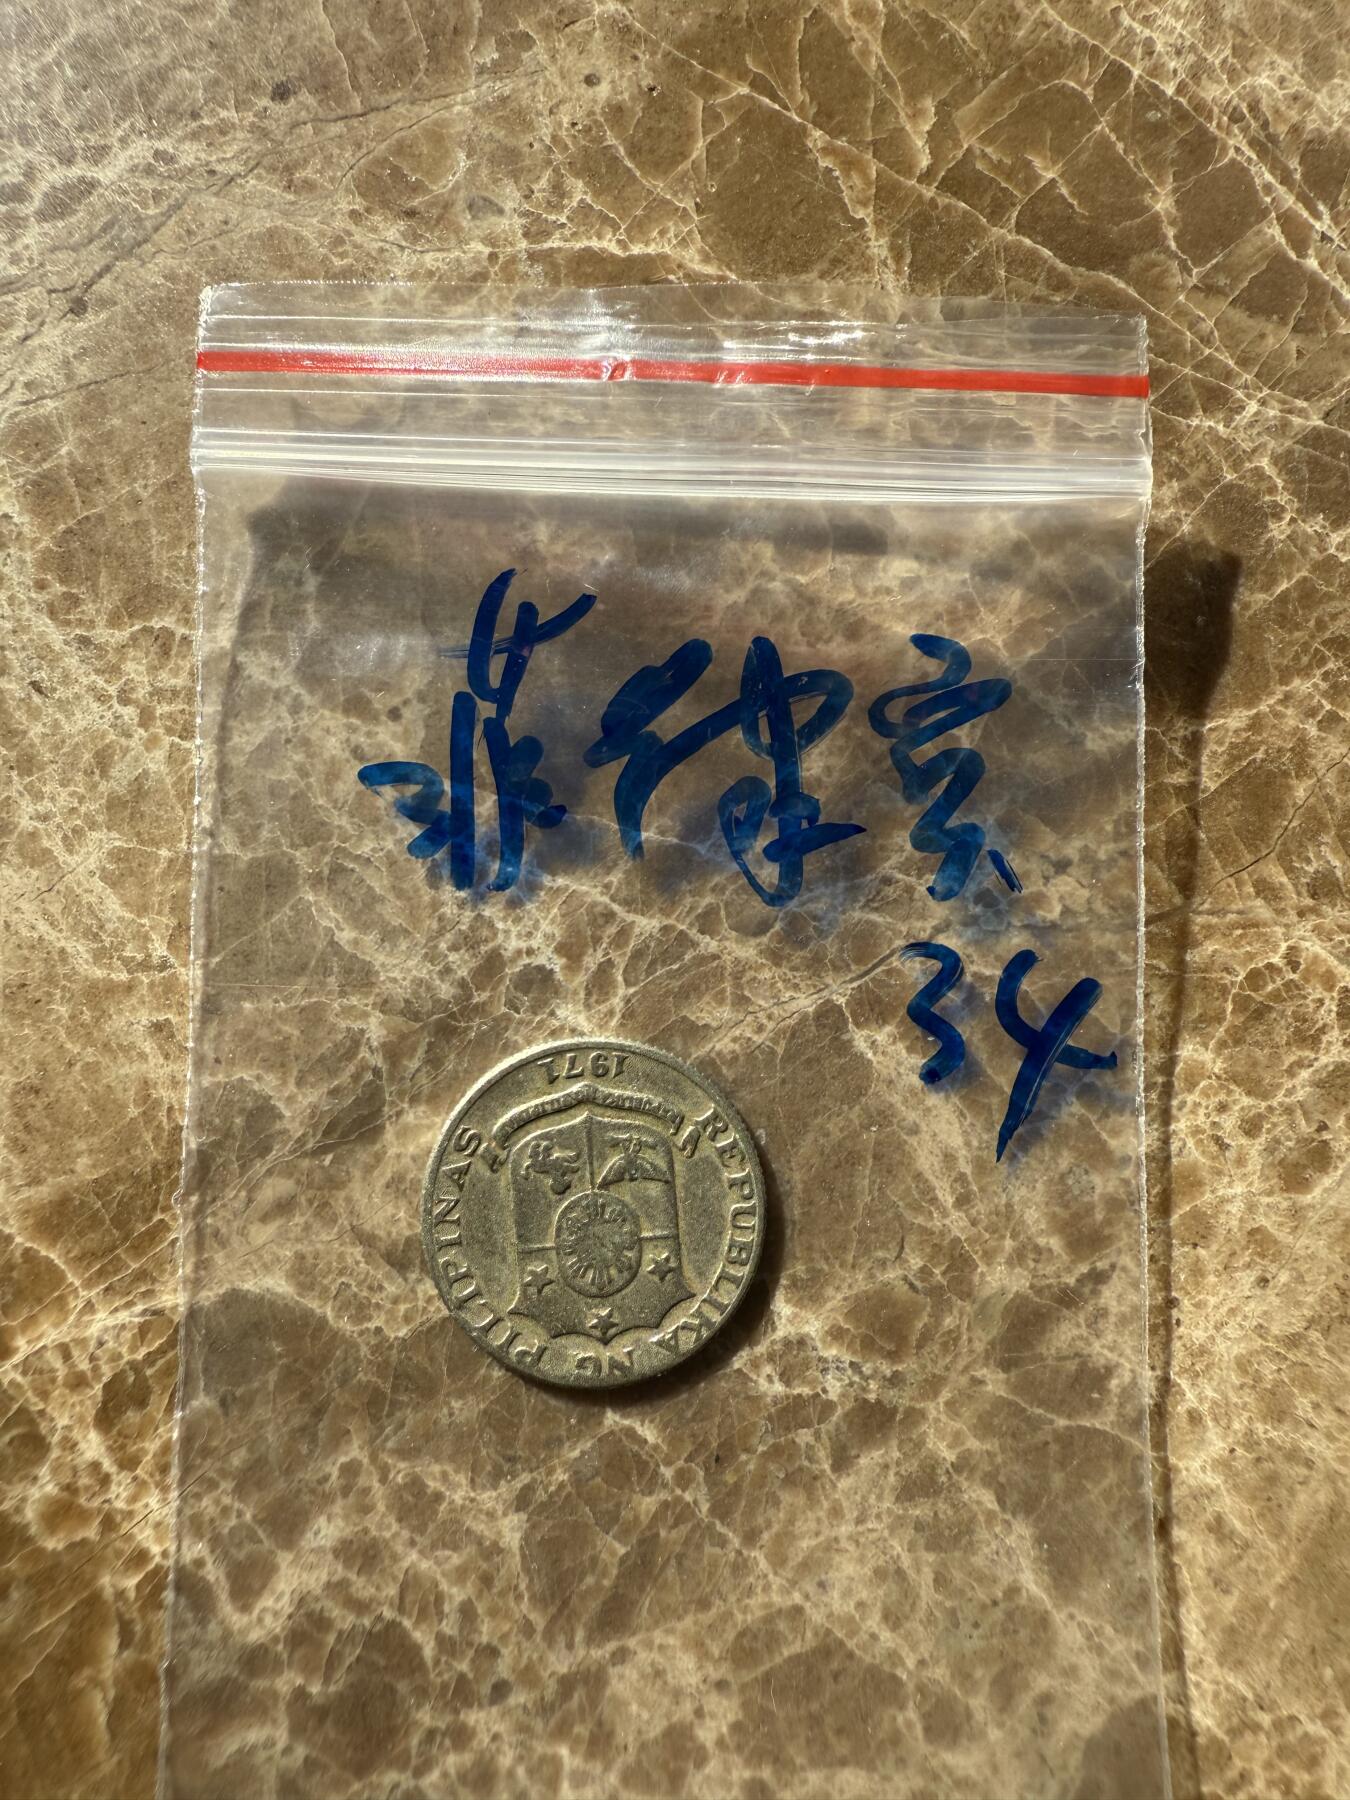 菲律宾
34
1971
REPUBLIKA NG PILIPINAS